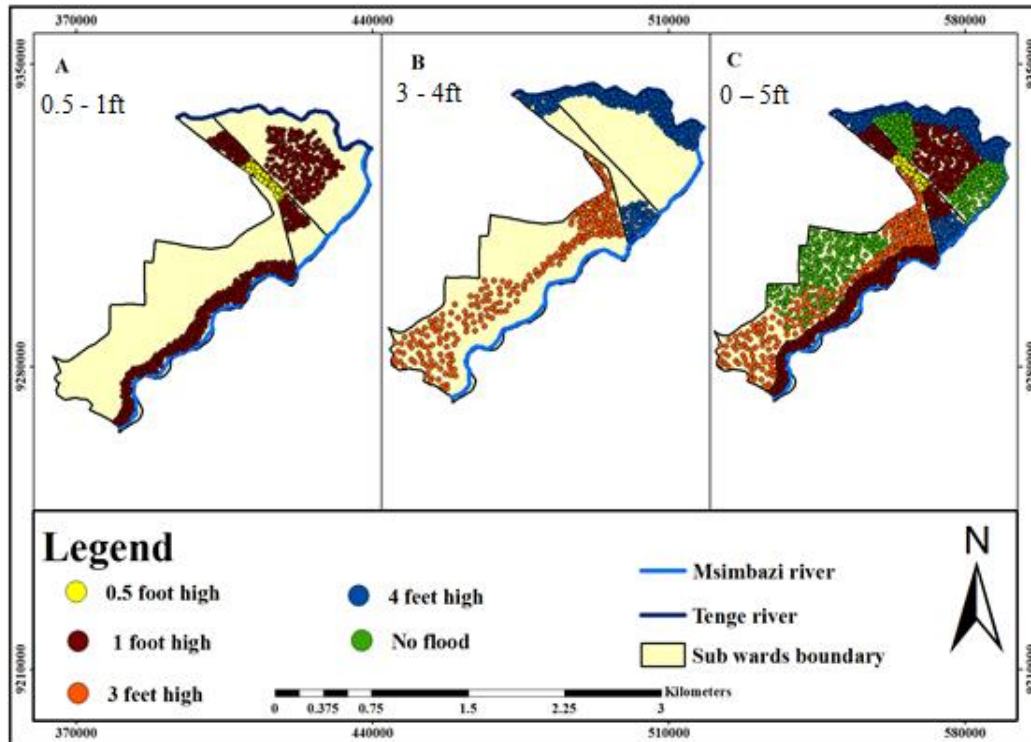 370000 440000 510000 580000
9350000
9350000
A
0.5 - 1ft
B
3 - 4ft
C
0 – 5ft
9280000
9280000
Legend
0.5 foot high
1 foot high
3 feet high
4 feet high
No flood
Msimbazi river
Tenge river
Sub wards boundary
N
Kilometers
0 0.375 0.75 1.5 2.25 3
9210000
9210000
370000 440000 510000 580000